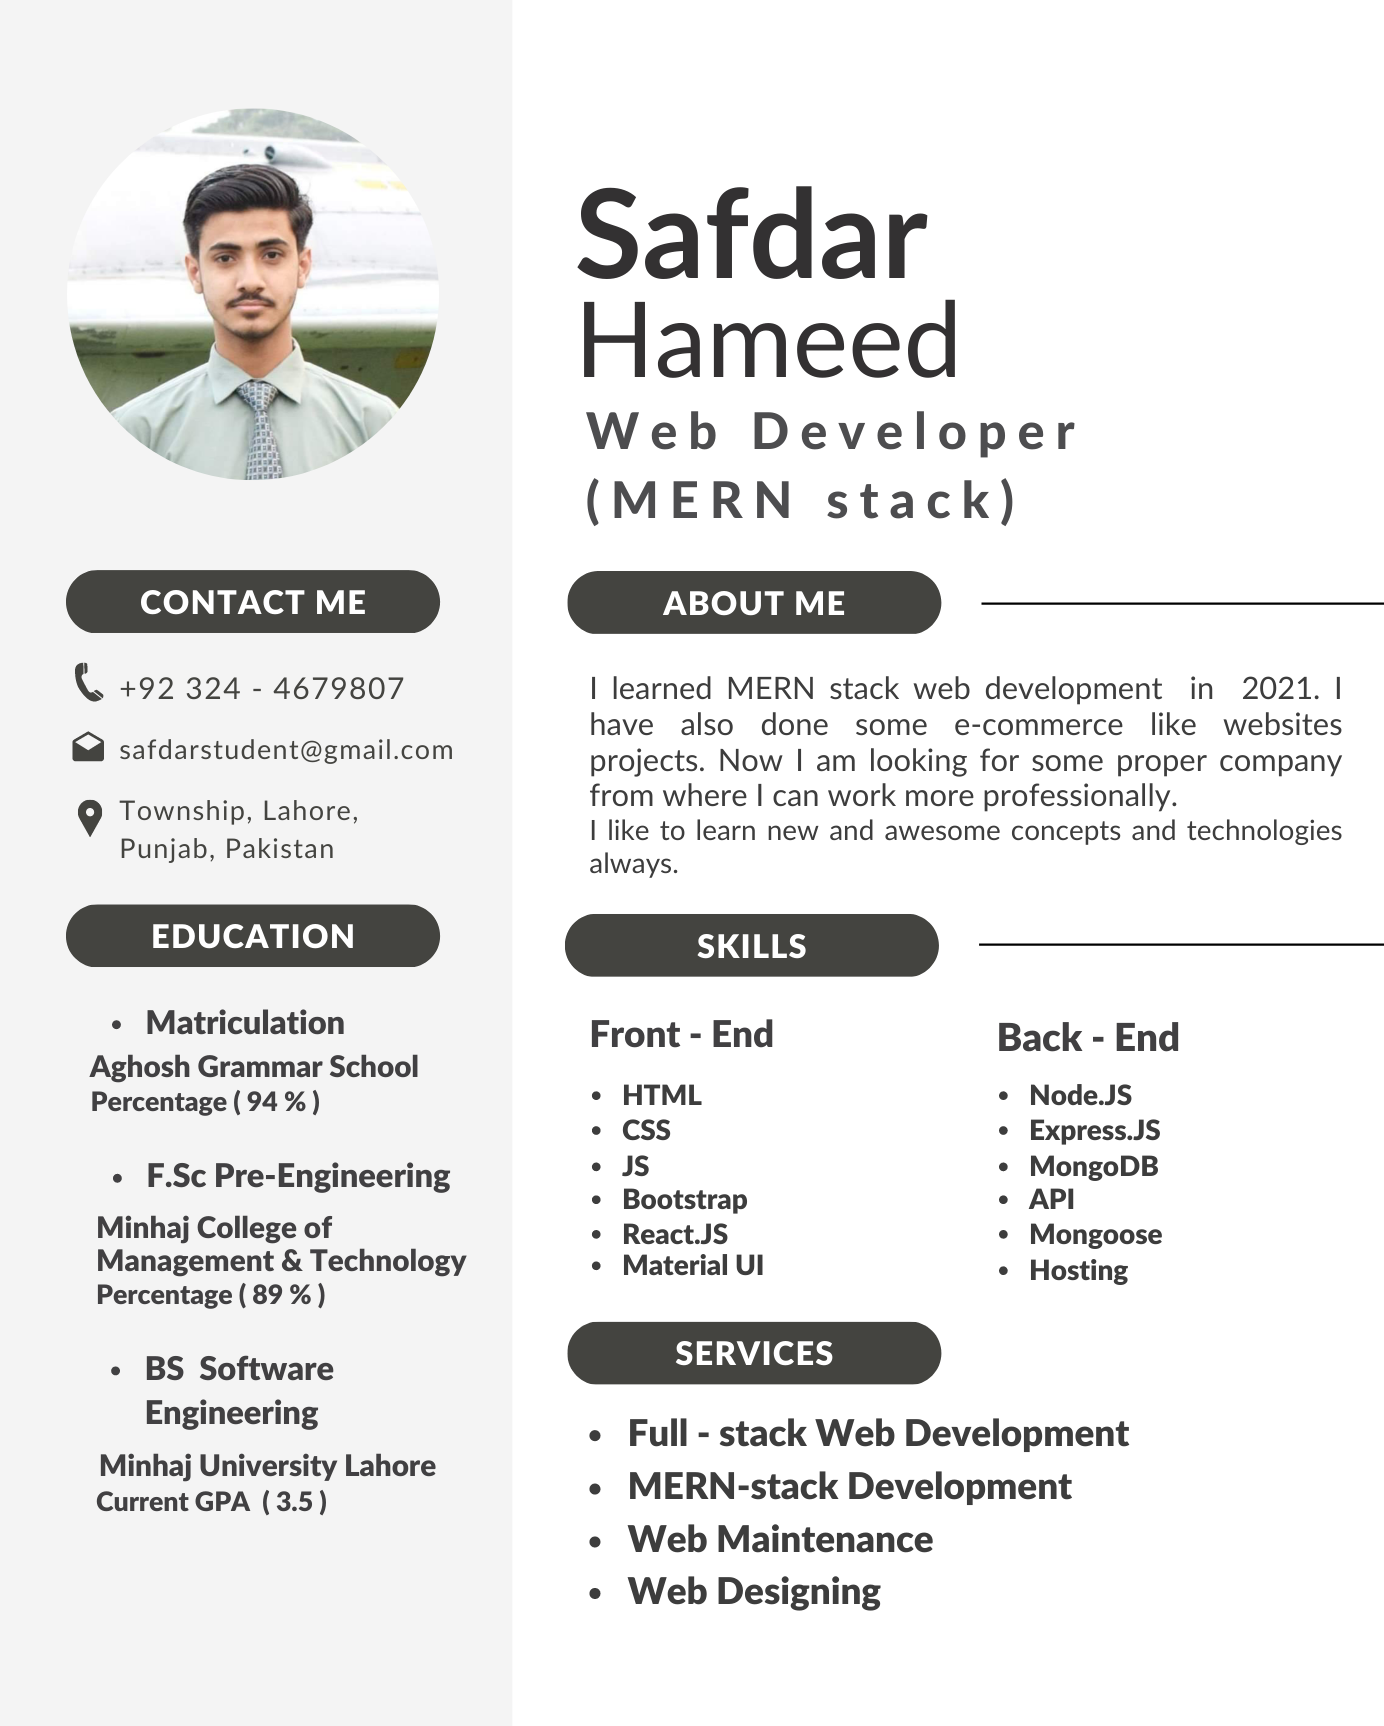 Safdar
Hameed
Web Developer
(MERN stack)
CONTACT ME
+92 324 - 4679807
safdarstudent@gmail.com
Township, Lahore,
Punjab, Pakistan
EDUCATION
• Matriculation
Aghosh Grammar School
Percentage ( 94 % )
• F.Sc Pre-Engineering
Minhaj College of
Management & Technology
Percentage ( 89 % )
• BS Software
Engineering
Minhaj University Lahore
Current GPA ( 3.5 )
ABOUT ME
I learned MERN stack web development in 2021. I
have also done some e-commerce like websites
projects. Now I am looking for some proper company
from where I can work more professionally.
I like to learn new and awesome concepts and technologies
always.
SKILLS
Front - End
• HTML
• CSS
• JS
• Bootstrap
• React.JS
• Material UI
Back - End
• Node.JS
• Express.JS
• MongoDB
• API
• Mongoose
• Hosting
SERVICES
• Full - stack Web Development
• MERN-stack Development
• Web Maintenance
• Web Designing